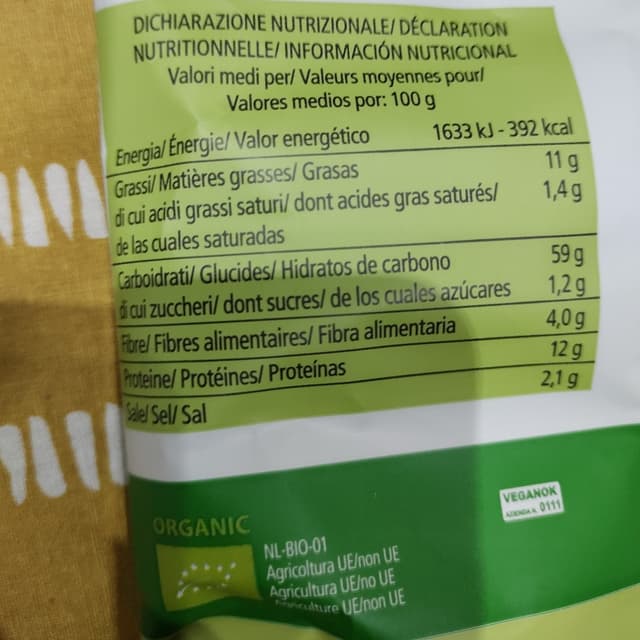 DICHIARAZIONE NUTRIZIONALE/ DÉCLARATION
NUTRITIONNELLE/ INFORMACIÓN NUTRICIONAL
Valori medi per/ Valeurs moyennes pour/
Valores medios por: 100 g
Energia/ Énergie/ Valor energético 1633 kJ - 392 kcal
Grassi/ Matières grasses/ Grasas 11 g
di cui acidi grassi saturi/ dont acides gras saturés/ 1,4 g
de las cuales saturadas
Carboidrati/ Glucides/ Hidratos de carbono 59 g
di cui zuccheri/ dont sucres/ de los cuales azúcares 1,2 g
Fibre/ Fibres alimentaires/ Fibra alimentaria 4,0 g
Proteine/ Protéines/ Proteínas 12 g
Sale/ Sel/ Sal 2,1 g
VEGANOK
AZIENDA N. 0111
ORGANIC
NL-BIO-01
Agricoltura UE/non UE
Agricultura UE/no UE
UE/non UE